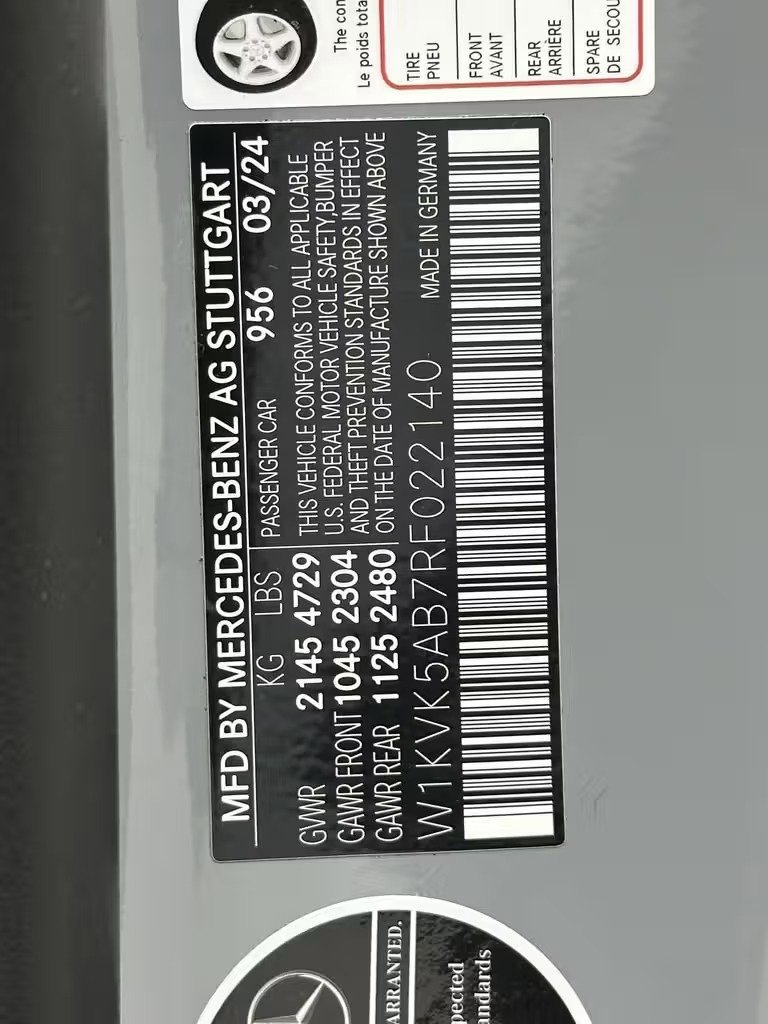 The con
Le poids tota
TIRE
PNEU
FRONT
AVANT
REAR
ARRIÈRE
SPARE
DE SECOU
MFD BY MERCEDES-BENZ AG STUTTGART
KG LBS PASSENGER CAR 956 03/24
GVWR 2145 4729
GAWR FRONT 1045 2304
GAWR REAR 1125 2480
THIS VEHICLE CONFORMS TO ALL APPLICABLE
U.S. FEDERAL MOTOR VEHICLE SAFETY,BUMPER
AND THEFT PREVENTION STANDARDS IN EFFECT
ON THE DATE OF MANUFACTURE SHOWN ABOVE
W1KVK5AB7RF022140 MADE IN GERMANY
ARRANTED.
pected
andards